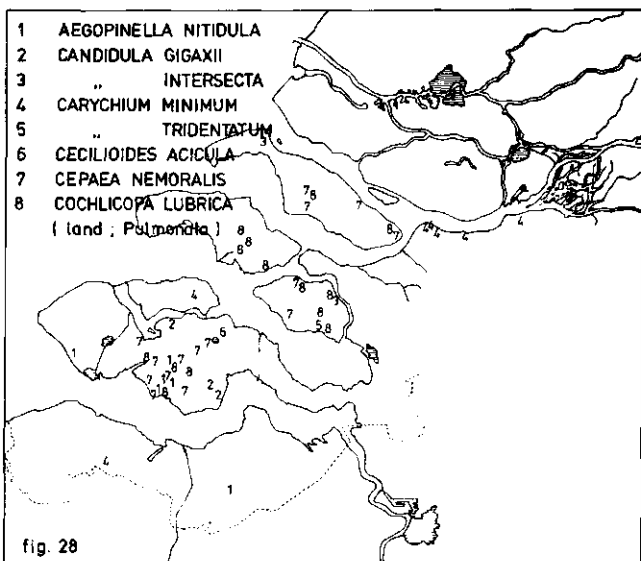 1 AEGOPINELLA NITIDULA
2 CANDIDULA GIGAXII
3 „ INTERSECTA
4 CARYCHIUM MINIMUM
5 „ TRIDENTATUM
6 CECILIOIDES ACICULA
7 CEPAEA NEMORALIS
8 COCHLICOPA LUBRICA
( land ; Pulmonata )
fig. 28